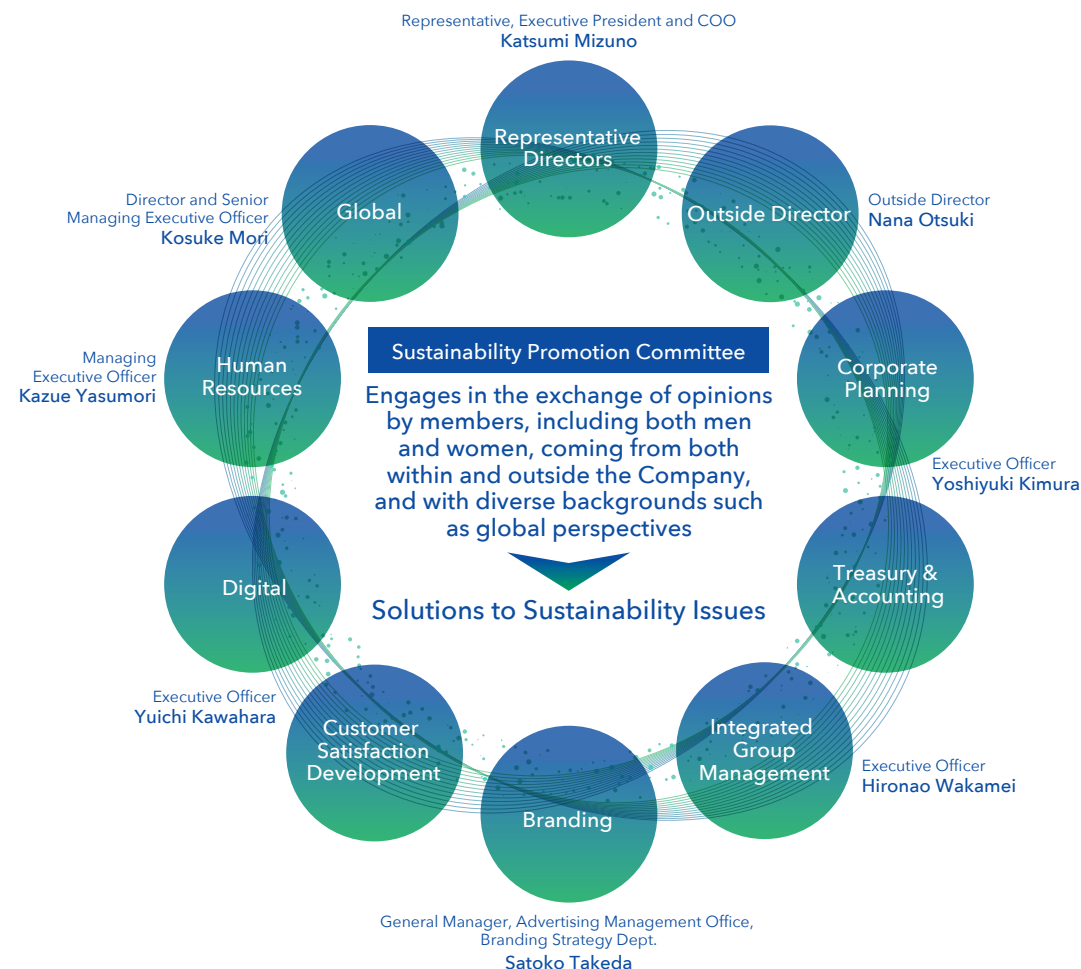 Representative, Executive President and COO
Katsumi Mizuno
Representative
Directors
Outside Director
Outside Director
Nana Otsuki
Corporate
Planning
Executive Officer
Yoshiyuki Kimura
Treasury &
Accounting
Integrated
Group
Management
Executive Officer
Hironao Wakamei
Branding
General Manager, Advertising Management Office,
Branding Strategy Dept.
Satoko Takeda
Customer
Satisfaction
Development
Executive Officer
Yuichi Kawahara
Digital
Human
Resources
Managing
Executive Officer
Kazue Yasumori
Global
Director and Senior
Managing Executive Officer
Kosuke Mori
Sustainability Promotion Committee
Engages in the exchange of opinions
by members, including both men
and women, coming from both
within and outside the Company,
and with diverse backgrounds such
as global perspectives
Solutions to Sustainability Issues